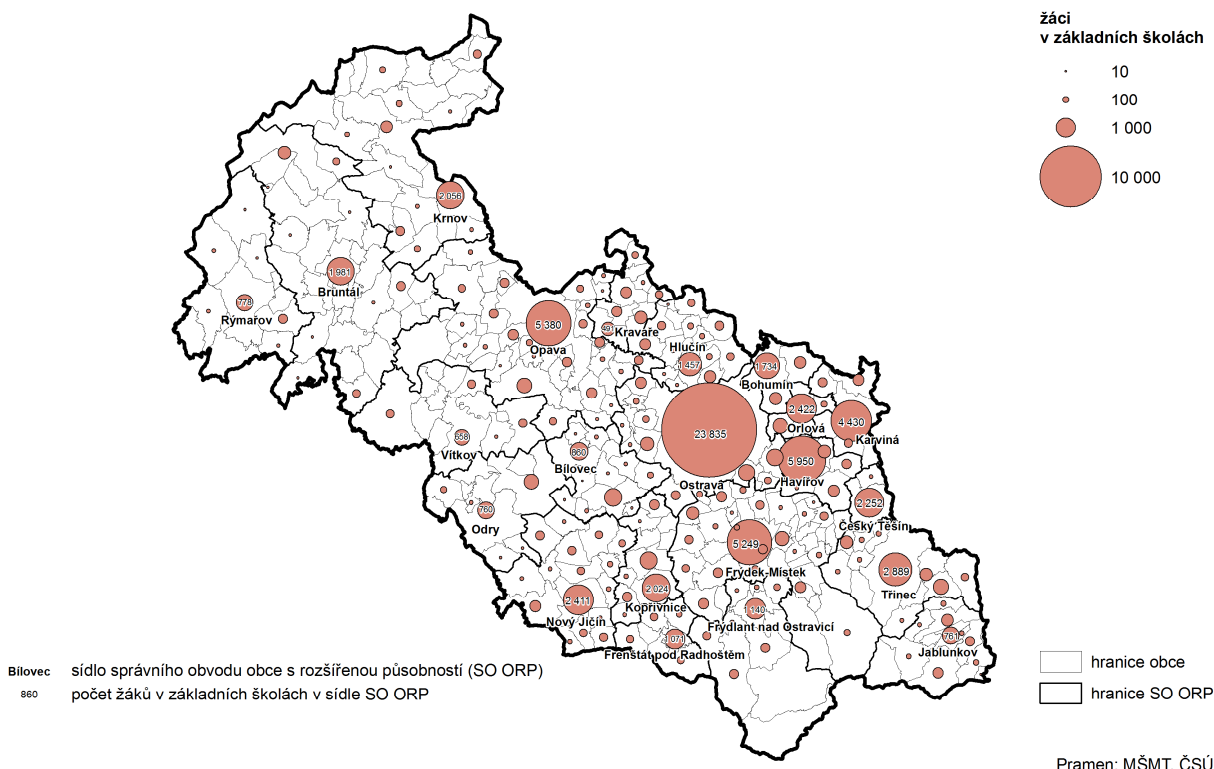 žáci
v základních školách
10
100
1 000
10 000
2 056
Krnov
1 981
Bruntál
778
Rýmařov
5 380
Opava
Kravaře
Hlučín
1 457
1 734
Bohumín
2 422
Orlová
4 430
Karviná
23 835
Ostrava
5 950
Havířov
658
Vítkov
860
Bílovec
760
Odry
2 252
Český Těšín
5 249
Frýdek-Místek
2 889
Třinec
2 411
Nový Jičín
2 024
Kopřivnice
1 140
Frýdlant nad Ostravicí
1 071
Frenštát pod Radhoštěm
761
Jablunkov
Bílovec sídlo správního obvodu obce s rozšířenou působností (SO ORP)
860 počet žáků v základních školách v sídle SO ORP
hranice obce
hranice SO ORP
Pramen: MŠMT, ČSÚ